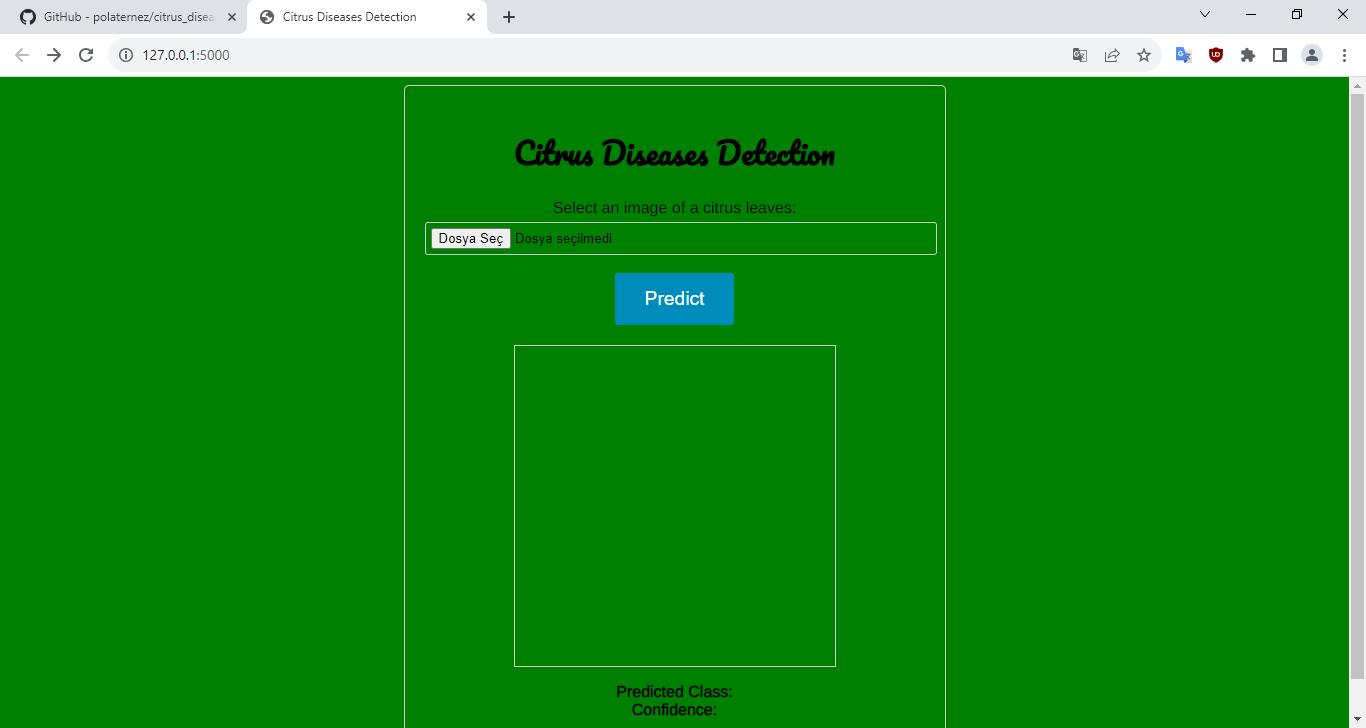 GitHub - polaternez/citrus_disea
Citrus Diseases Detection
127.0.0.1:5000
Citrus Diseases Detection
Select an image of a citrus leaves:
Dosya Seç Dosya seçilmedi
Predict
Predicted Class:
Confidence: